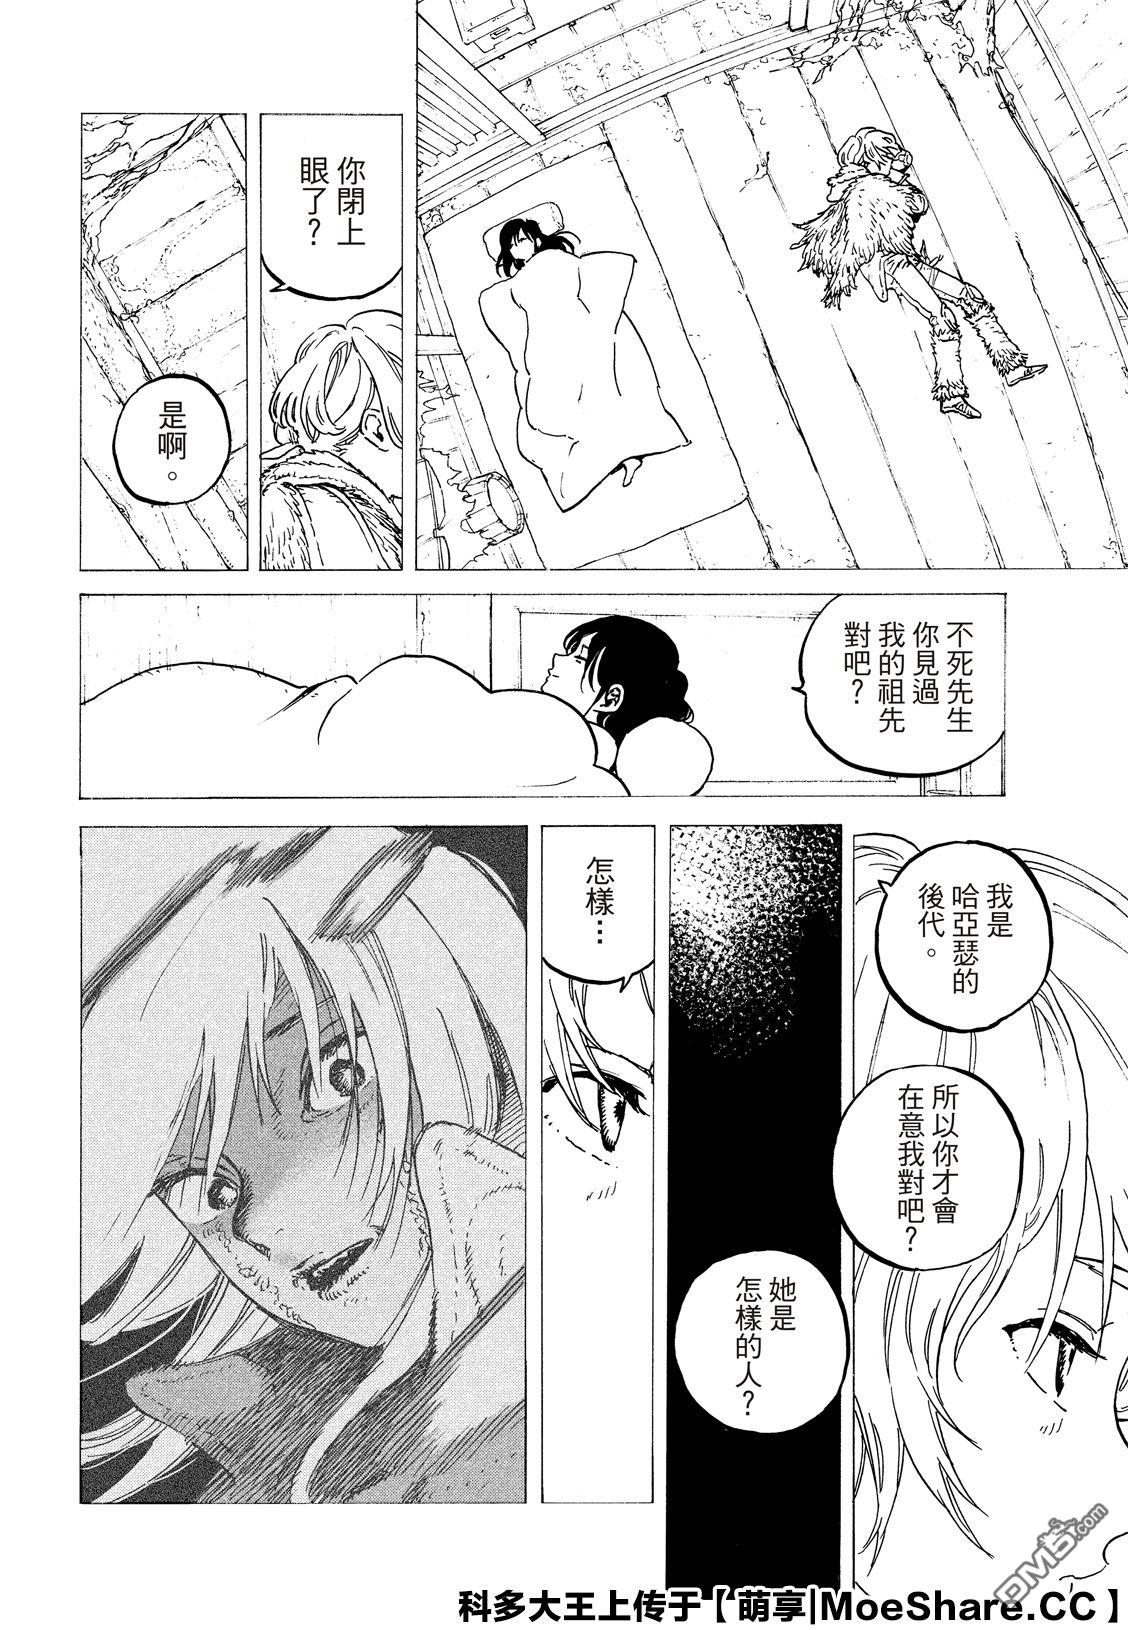 你閉上
眼了？
是啊。
不死先生
你見過
我的祖先
對吧？
我是
哈亞瑟的
後代。
所以你才會
在意我對吧？
她是
怎樣的人？
怎樣…
DM5.com
科多大王上传于【萌享|MoeShare.CC】